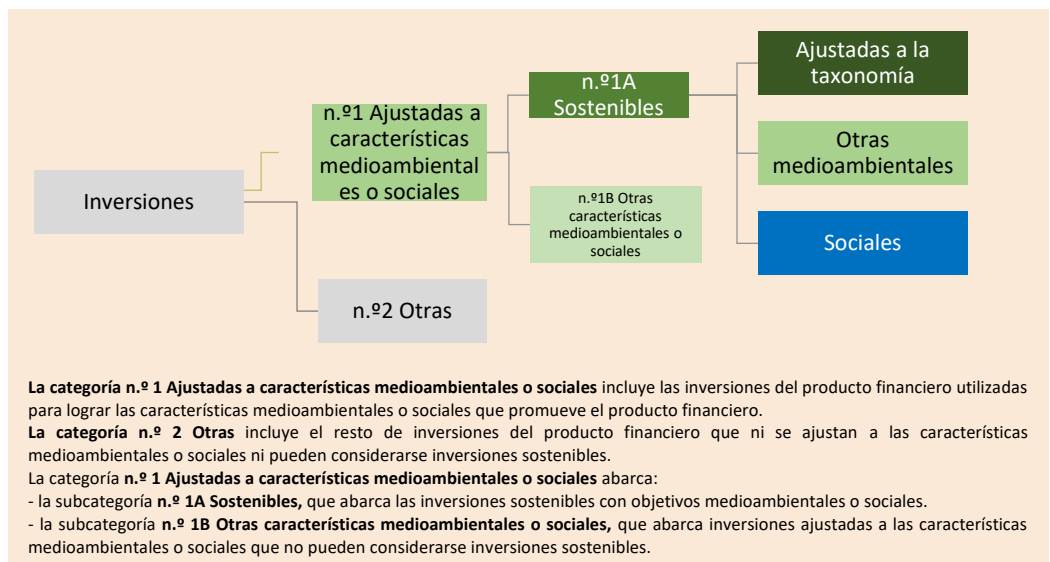 Inversiones
n.º1 Ajustadas a
características
medioambiental
es o sociales
n.º2 Otras
n.º1A
Sostenibles
n.º1B Otras
características
medioambientales o
sociales
Ajustadas a la
taxonomía
Otras
medioambientales
Sociales
La categoría n.º 1 Ajustadas a características medioambientales o sociales incluye las inversiones del producto financiero utilizadas
para lograr las características medioambientales o sociales que promueve el producto financiero.
La categoría n.º 2 Otras incluye el resto de inversiones del producto financiero que ni se ajustan a las características
medioambientales o sociales ni pueden considerarse inversiones sostenibles.
La categoría n.º 1 Ajustadas a características medioambientales o sociales abarca:
- la subcategoría n.º 1A Sostenibles, que abarca las inversiones sostenibles con objetivos medioambientales o sociales.
- la subcategoría n.º 1B Otras características medioambientales o sociales, que abarca inversiones ajustadas a las características
medioambientales o sociales que no pueden considerarse inversiones sostenibles.